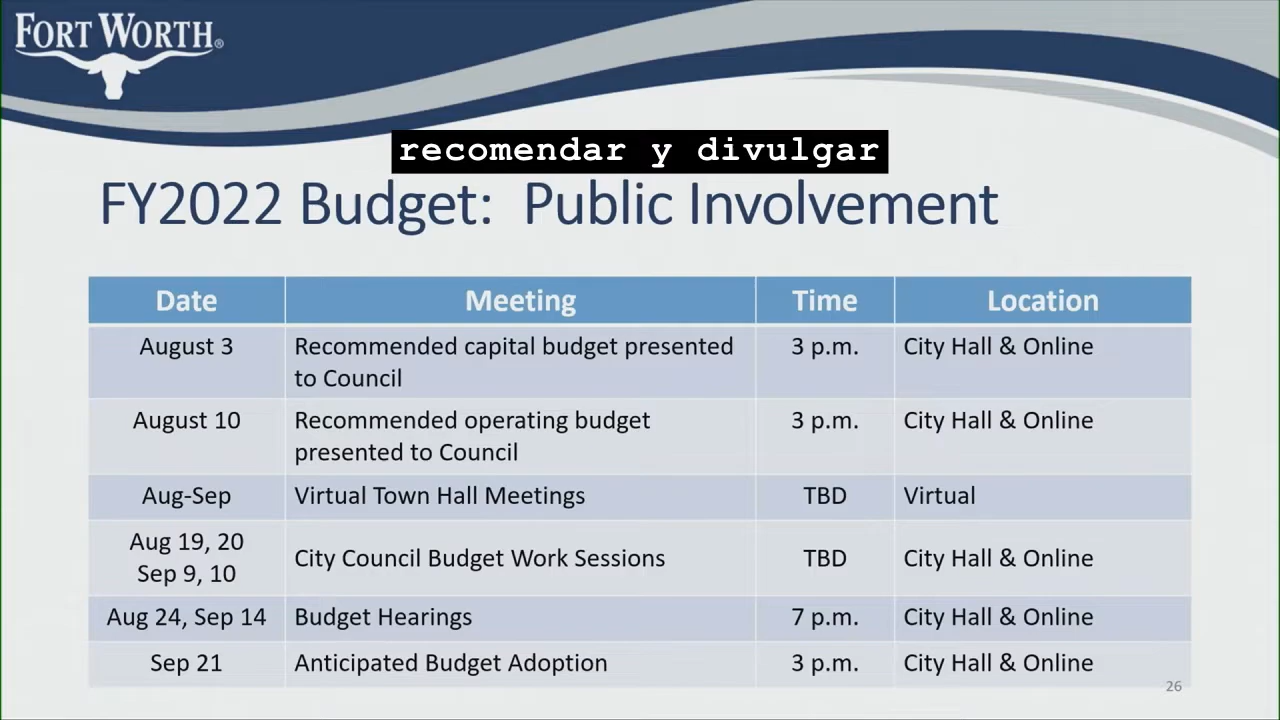 FORT WORTH®
recomendar y divulgar
FY2022 Budget: Public Involvement
Date Meeting Time Location
August 3 Recommended capital budget presented 3 p.m. City Hall & Online
to Council
August 10 Recommended operating budget 3 p.m. City Hall & Online
presented to Council
Aug-Sep Virtual Town Hall Meetings TBD Virtual
Aug 19, 20
Sep 9, 10 City Council Budget Work Sessions TBD City Hall & Online
Aug 24, Sep 14 Budget Hearings 7 p.m. City Hall & Online
Sep 21 Anticipated Budget Adoption 3 p.m. City Hall & Online
26